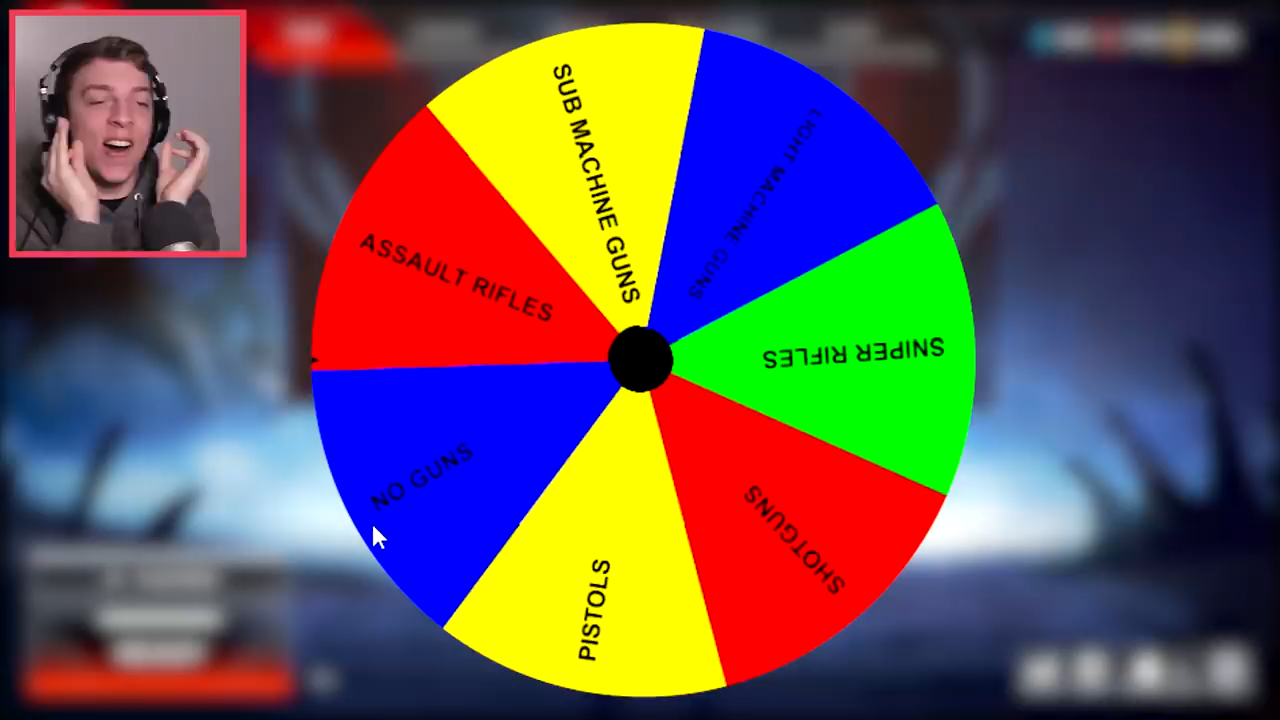 SUB MACHINE GUNS
LIGHT MACHINE GUNS
SNIPER RIFLES
SHOTGUNS
PISTOLS
NO GUNS
ASSAULT RIFLES